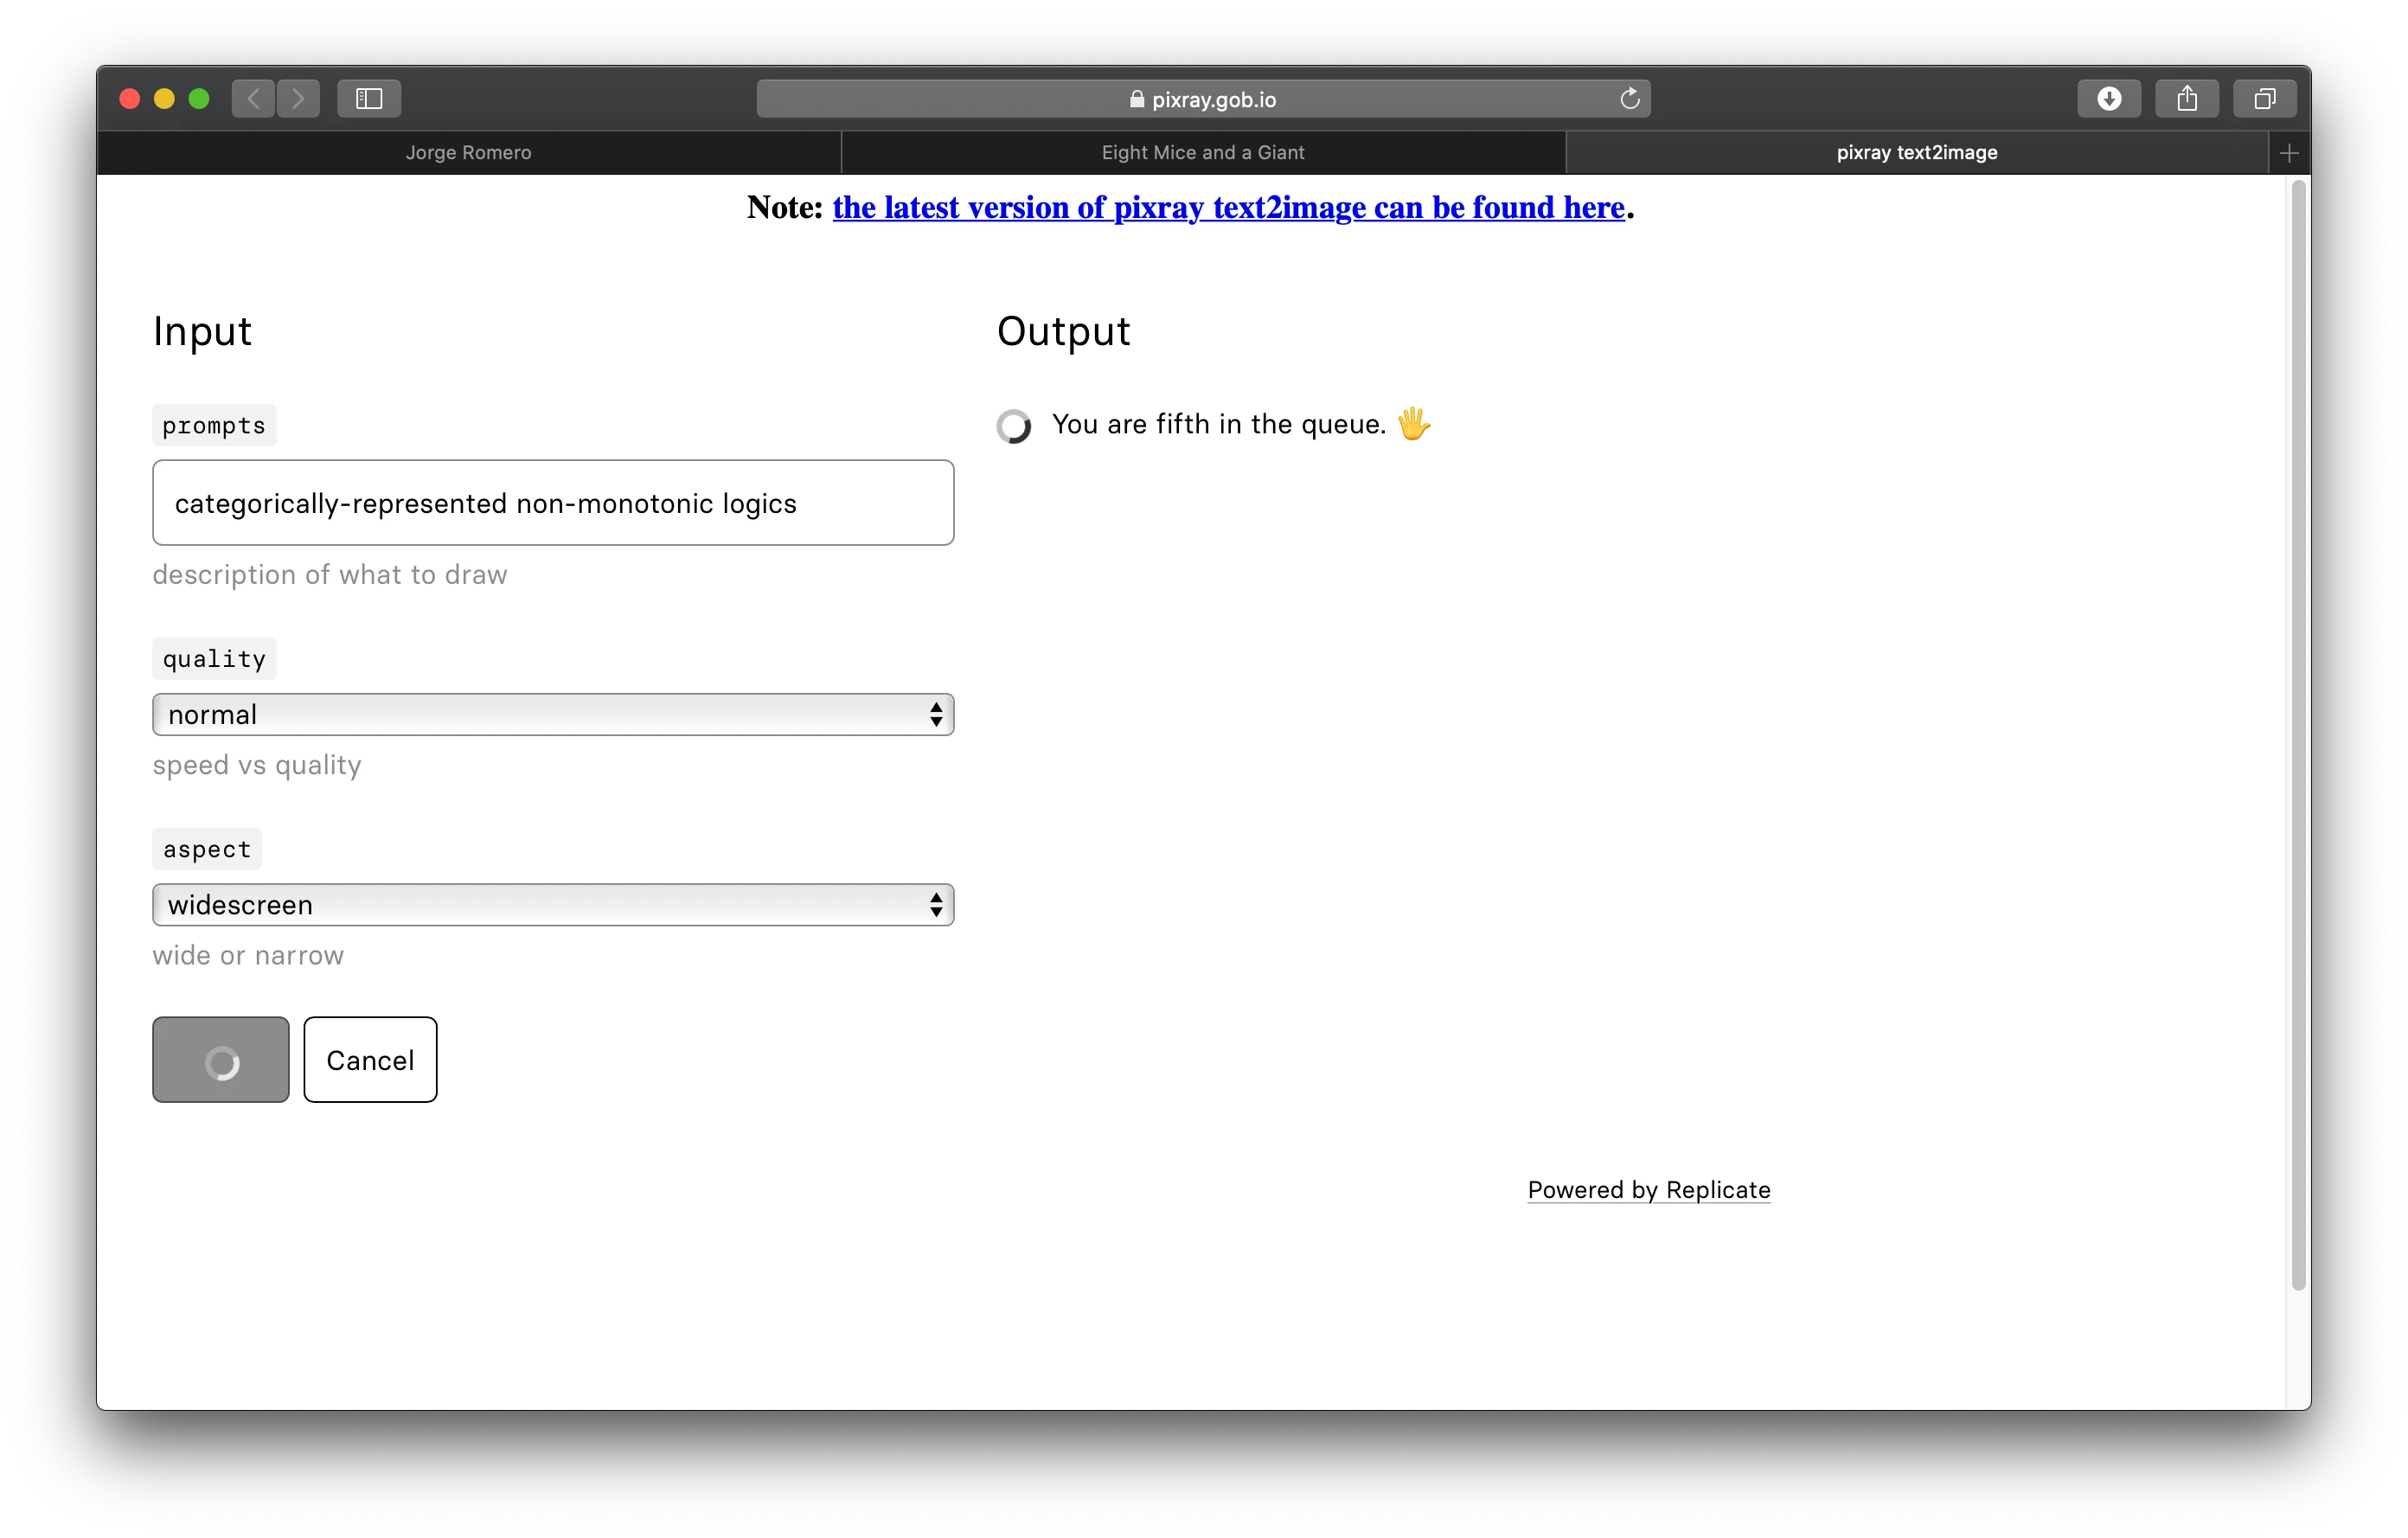 pixray.gob.io
Jorge Romero
Eight Mice and a Giant
pixray text2image
Note: the latest version of pixray text2image can be found here.
Input
Output
prompts
You are fifth in the queue. 🖐
categorically-represented non-monotonic logics
description of what to draw
quality
normal
speed vs quality
aspect
widescreen
wide or narrow
Cancel
Powered by Replicate